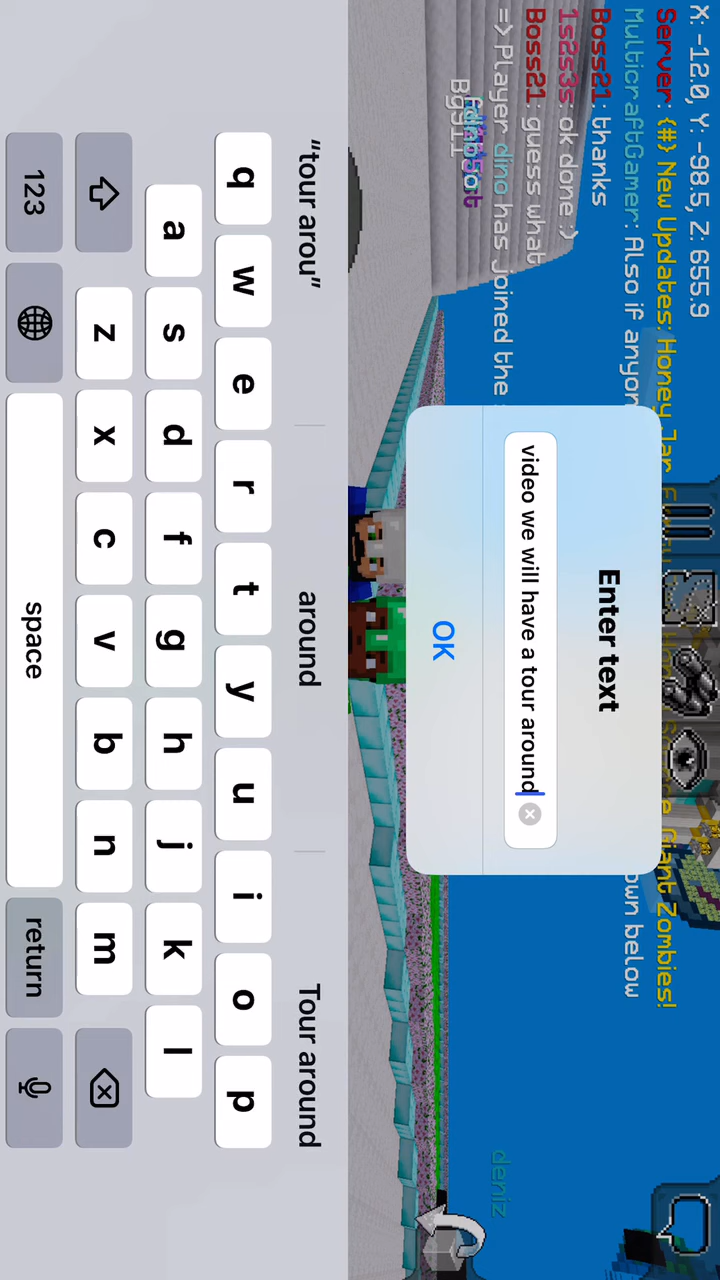 X: -12.0, Y: -98.5, Z: 655.9
Server: {#} New Updates: Honey Jar, Giant Zombies!
MulticraftGamer: Also if anyon own below
Boss21: thanks
1s2s3s: ok done :)
Boss21: guess what
=> Player dino has joined the
Bggii
deniz
Enter text
video we will have a tour around
OK
"tour arou" around Tour around
q w e r t y u i o p
a s d f g h j k l
z x c v b n m
123 space return